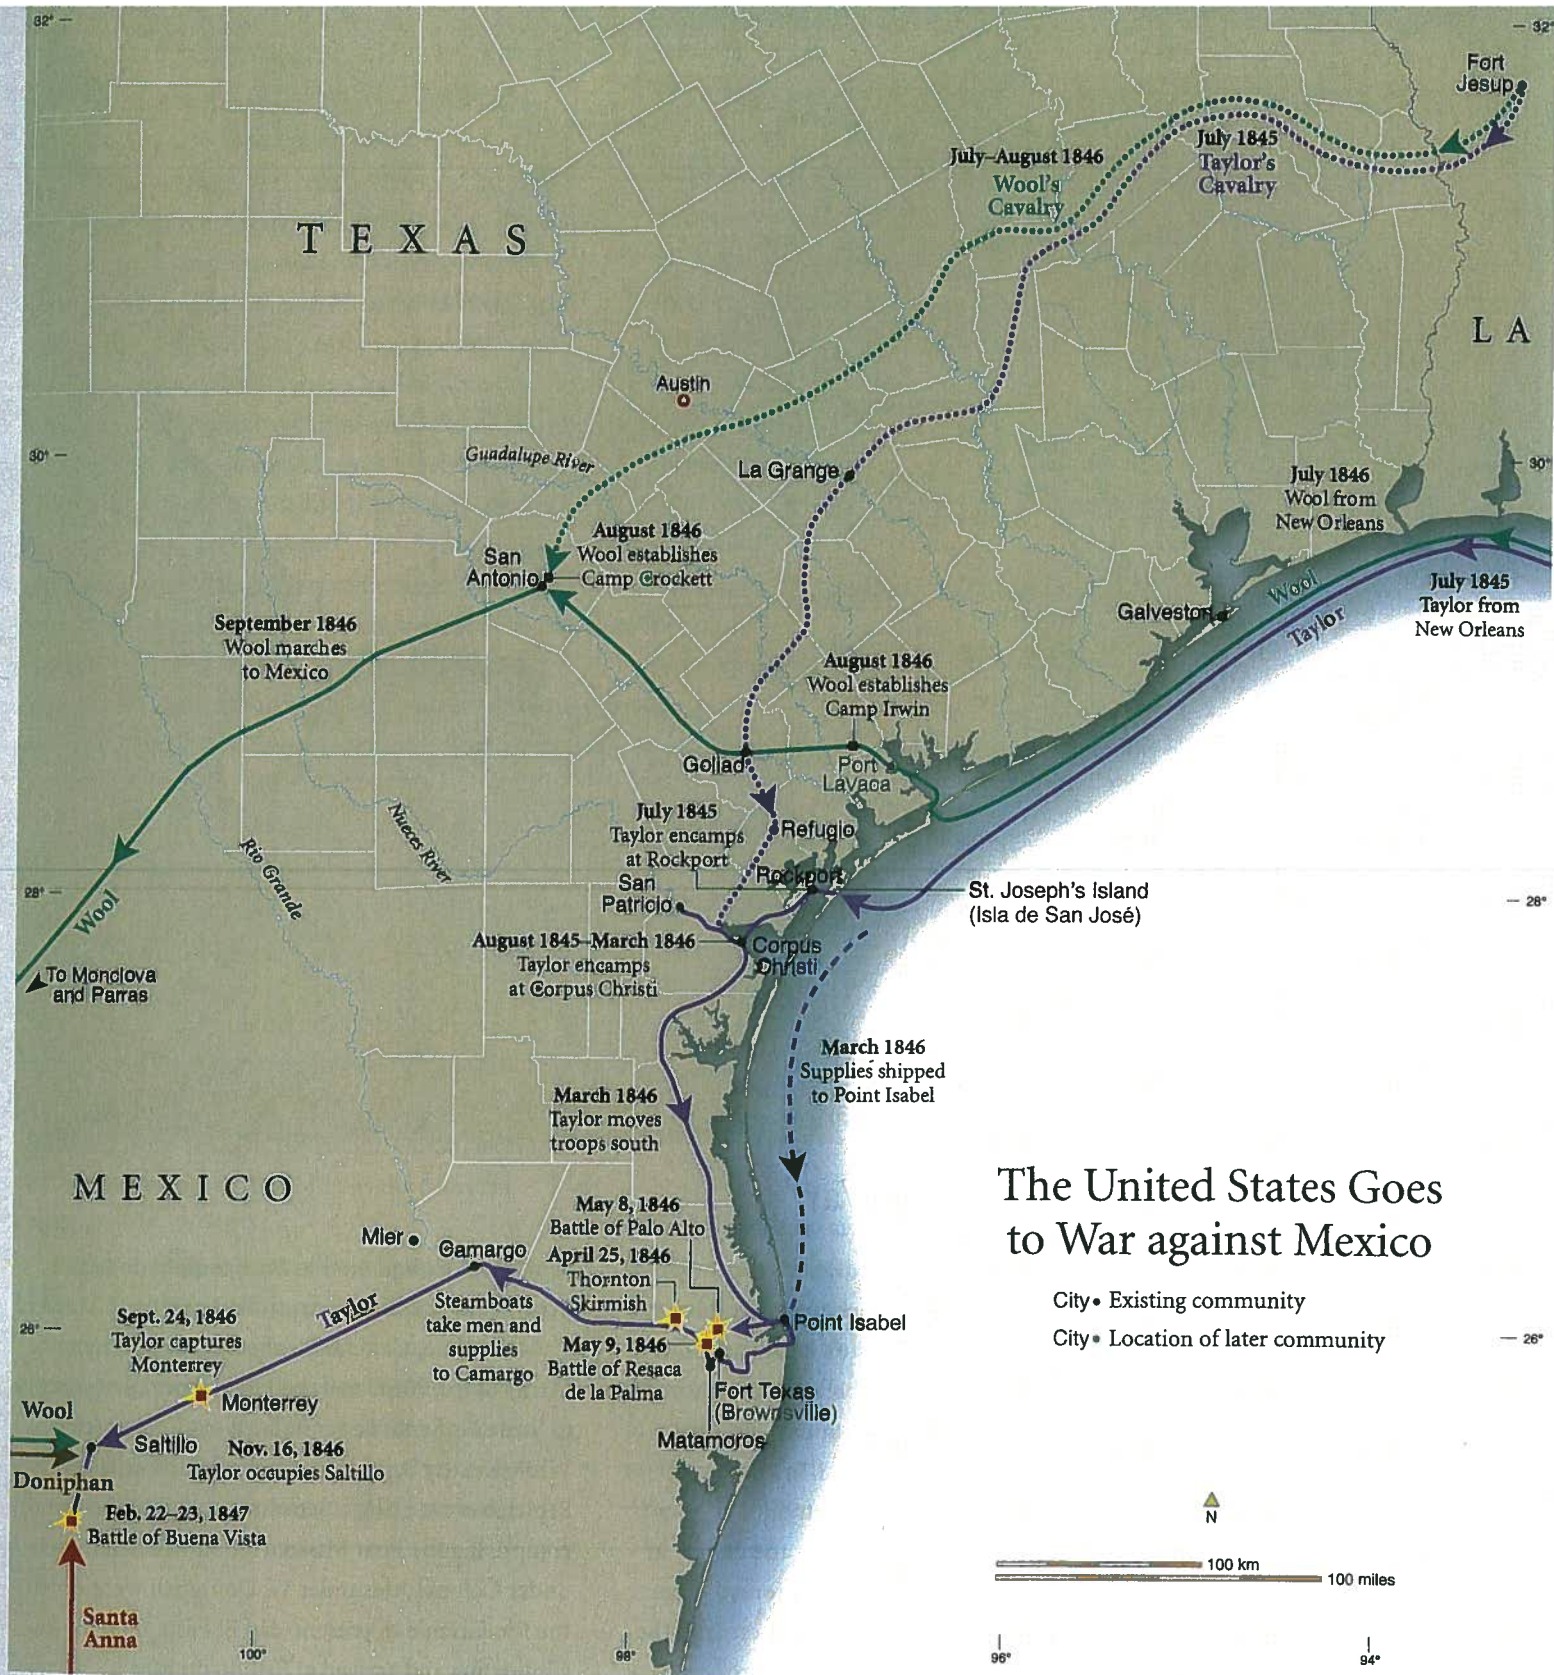 32°
32°
Fort
Jesup
July–August 1846
Wool's
Cavalry
July 1845
Taylor's
Cavalry
TEXAS
LA
Austin
30°
30°
Guadalupe River
La Grange
July 1846
Wool from
New Orleans
August 1846
Wool establishes
Camp Crockett
San
Antonio
Wool
Taylor
July 1845
Taylor from
New Orleans
Galveston
September 1846
Wool marches
to Mexico
August 1846
Wool establishes
Camp Irwin
Goliad
Port
Lavaca
July 1845
Taylor encamps
at Rockport
Refugio
Nueces River
Rio Grande
Rockport
28°
28°
San
Patricio
St. Joseph's Island
(Isla de San José)
Wool
August 1845–March 1846
Taylor encamps
at Corpus Christi
Corpus
Christi
To Monclova
and Parras
March 1846
Supplies shipped
to Point Isabel
March 1846
Taylor moves
troops south
MEXICO
The United States Goes
to War against Mexico
May 8, 1846
Battle of Palo Alto
Mier
Camargo
April 25, 1846
Thornton
Skirmish
City • Existing community
City • Location of later community
Taylor
Steamboats
take men and
supplies
to Camargo
Sept. 24, 1846
Taylor captures
Monterrey
26°
26°
Point Isabel
May 9, 1846
Battle of Resaca
de la Palma
Fort Texas
(Brownsville)
Monterrey
Matamoros
Wool
Saltillo
Nov. 16, 1846
Taylor occupies Saltillo
Doniphan
Feb. 22–23, 1847
Battle of Buena Vista
N
100 km
100 miles
Santa
Anna
100°
98°
96°
94°